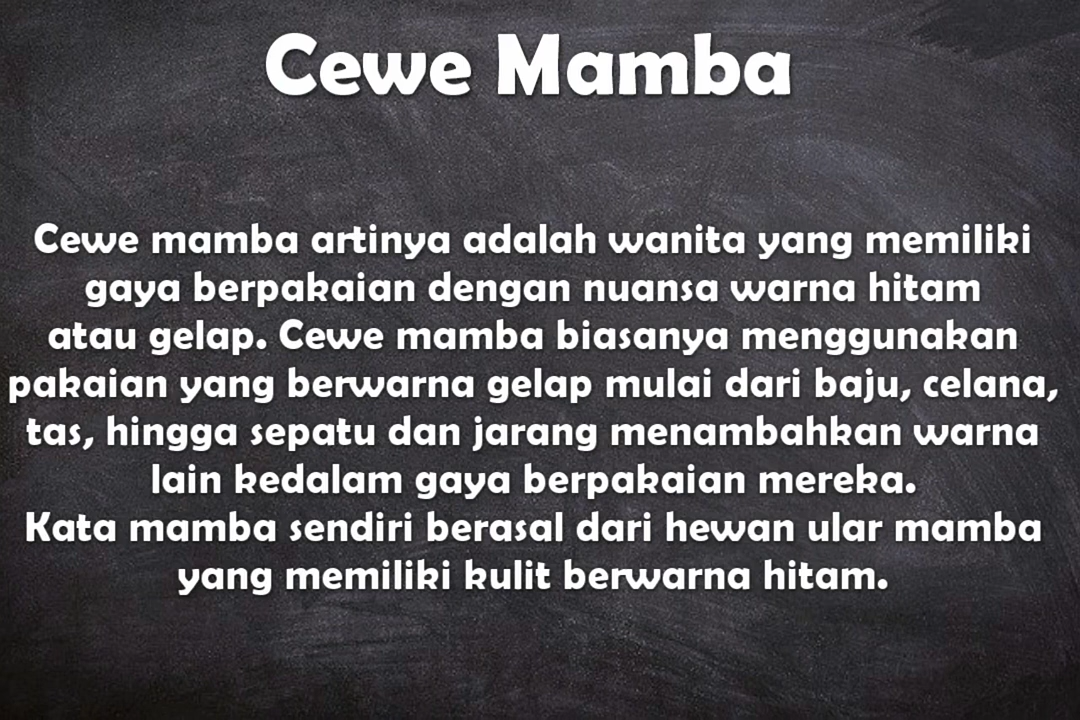 Cewe Mamba
Cewe mamba artinya adalah wanita yang memiliki
gaya berpakaian dengan nuansa warna hitam
atau gelap. Cewe mamba biasanya menggunakan
pakaian yang berwarna gelap mulai dari baju, celana,
tas, hingga sepatu dan jarang menambahkan warna
lain kedalam gaya berpakaian mereka.
Kata mamba sendiri berasal dari hewan ular mamba
yang memiliki kulit berwarna hitam.